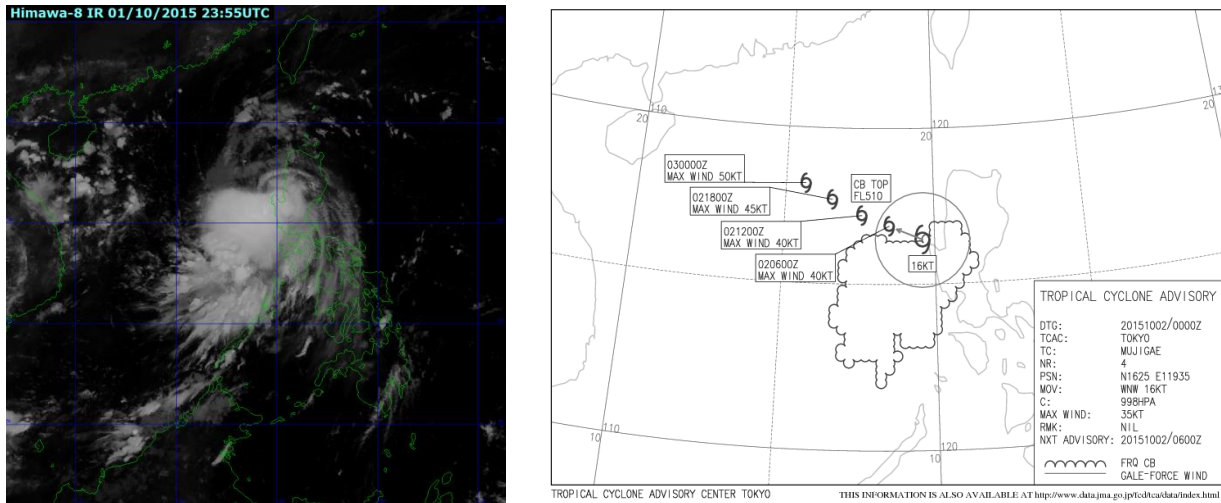 Himawa-8 IR 01/10/2015 23:55UTC
110
20
120
20
030000Z
MAX WIND 50KT
CB TOP
FL510
021800Z
MAX WIND 45KT
021200Z
MAX WIND 40KT
020600Z
MAX WIND 40KT
16KT
TROPICAL CYCLONE ADVISORY
DTG: 20151002/0000Z
TCAC: TOKYO
TC: MUJIGAE
NR: 4
PSN: N1625 E11935
MOV: WNW 16KT
C: 998HPA
MAX WIND: 35KT
RMK: NIL
NXT ADVISORY: 20151002/0600Z
FRQ CB
GALE-FORCE WIND
10
110
10
120
TROPICAL CYCLONE ADVISORY CENTER TOKYO
THIS INFORMATION IS ALSO AVAILABLE AT http://www.data.jma.go.jp/fcd/tca/data/index.html